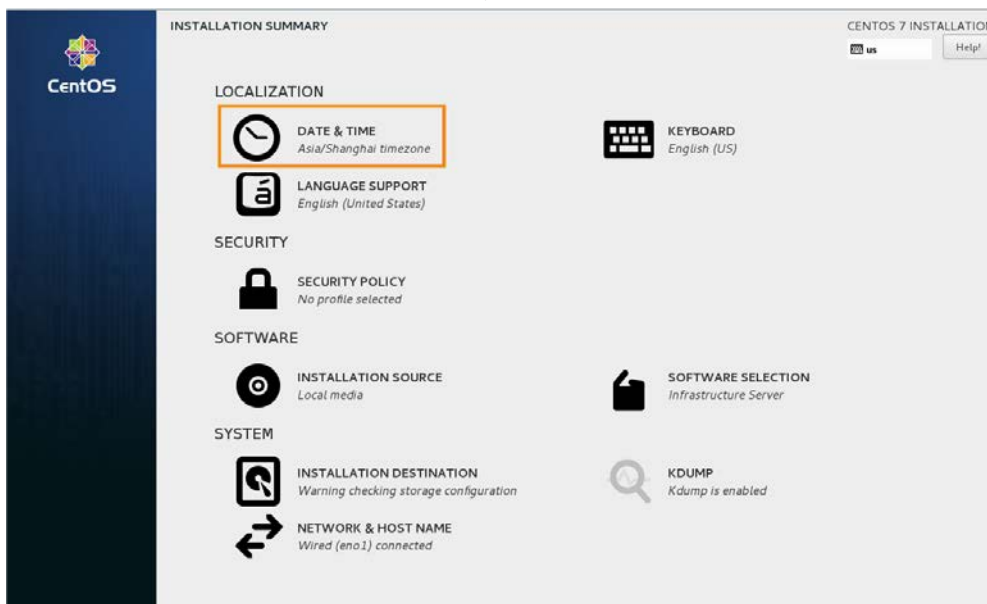 INSTALLATION SUMMARY
CENTOS 7 INSTALLATION
us
Help!
CentOS
LOCALIZATION
DATE & TIME
Asia/Shanghai timezone
KEYBOARD
English (US)
á
LANGUAGE SUPPORT
English (United States)
SECURITY
SECURITY POLICY
No profile selected
SOFTWARE
INSTALLATION SOURCE
Local media
SOFTWARE SELECTION
Infrastructure Server
SYSTEM
INSTALLATION DESTINATION
Warning checking storage configuration
KDUMP
Kdump is enabled
NETWORK & HOST NAME
Wired (eno1) connected